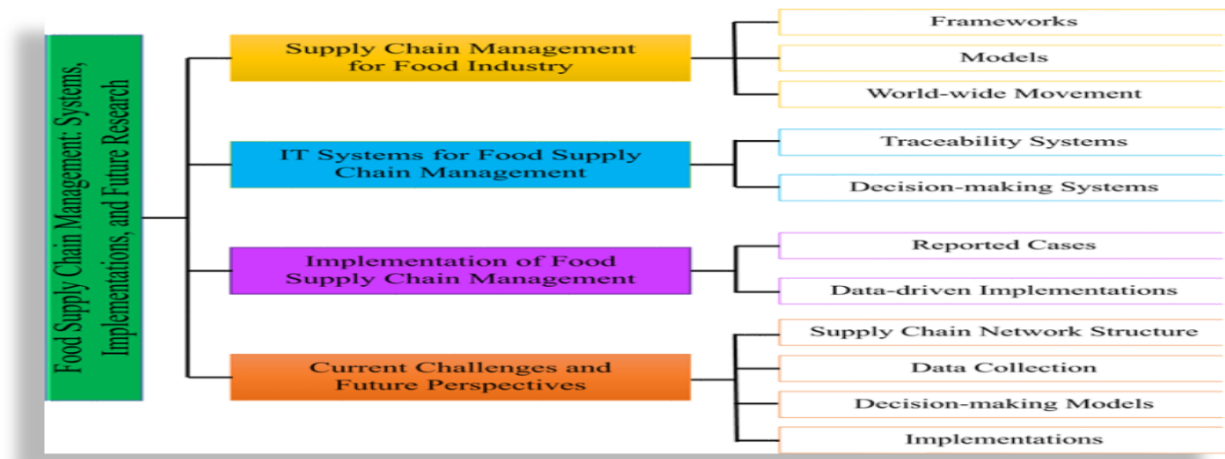 Food Supply Chain Management: Systems,
Implementations, and Future Research
Supply Chain Management
for Food Industry
Frameworks
Models
World-wide Movement
IT Systems for Food Supply
Chain Management
Traceability Systems
Decision-making Systems
Implementation of Food
Supply Chain Management
Reported Cases
Data-driven Implementations
Current Challenges and
Future Perspectives
Supply Chain Network Structure
Data Collection
Decision-making Models
Implementations